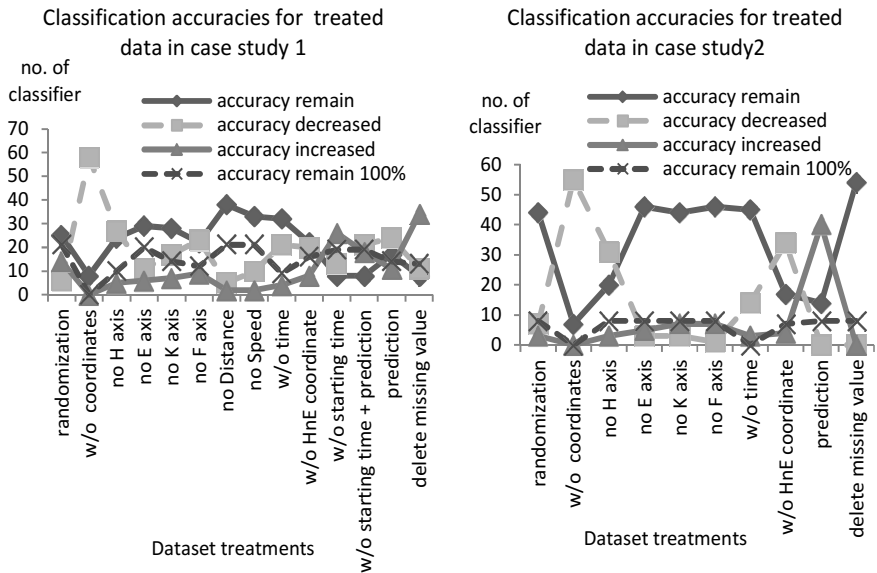 Classification accuracies for treated
data in case study 1
no. of
classifier
accuracy remain
accuracy decreased
accuracy increased
accuracy remain 100%
70
60
50
40
30
20
10
0
randomization
w/o coordinates
no H axis
no E axis
no K axis
no F axis
no Distance
no Speed
w/o time
w/o HnE coordinate
w/o starting time
w/o starting time + prediction
prediction
delete missing value
Dataset treatments
Classification accuracies for treated
data in case study2
no. of
classifier
accuracy remain
accuracy decreased
accuracy increased
accuracy remain 100%
60
50
40
30
20
10
0
randomization
w/o coordinates
no H axis
no E axis
no K axis
no F axis
w/o time
w/o HnE coordinate
prediction
delete missing value
Dataset treatments